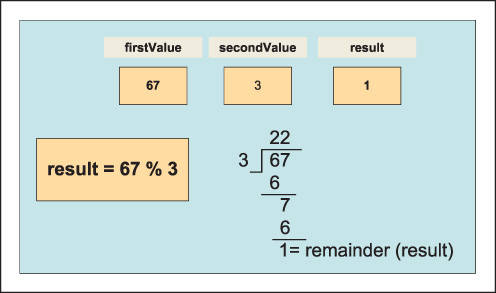 firstValue secondValue result
67 3 1
result = 67 % 3
22
3 67
6
7
6
1= remainder (result)